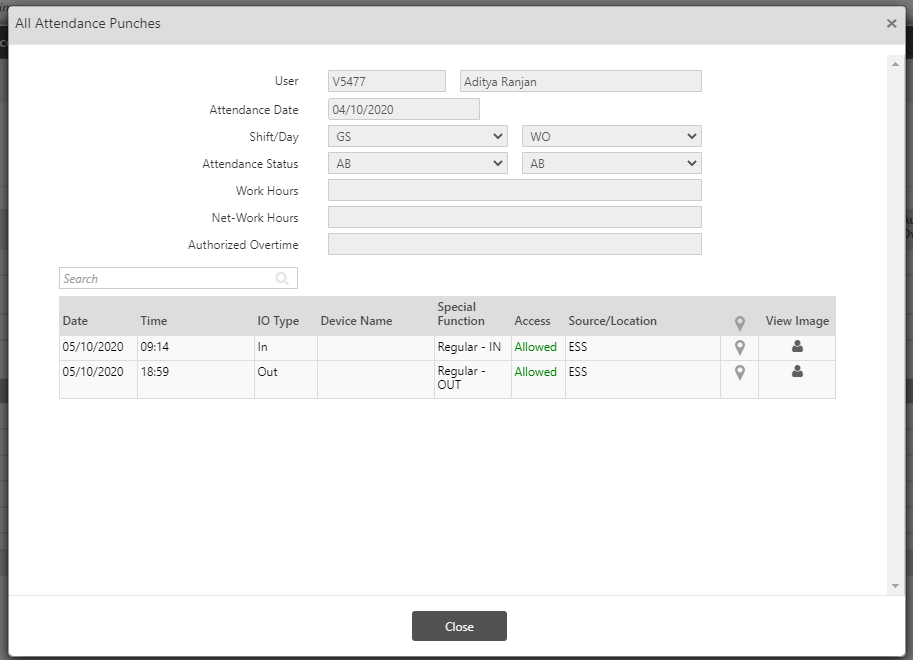 All Attendance Punches ×
User V5477 Aditya Ranjan
Attendance Date 04/10/2020
Shift/Day GS WO
Attendance Status AB AB
Work Hours
Net-Work Hours
Authorized Overtime
Search
Date Time IO Type Device Name Special Function Access Source/Location View Image
05/10/2020 09:14 In Regular - IN Allowed ESS
05/10/2020 18:59 Out Regular - OUT Allowed ESS
Close